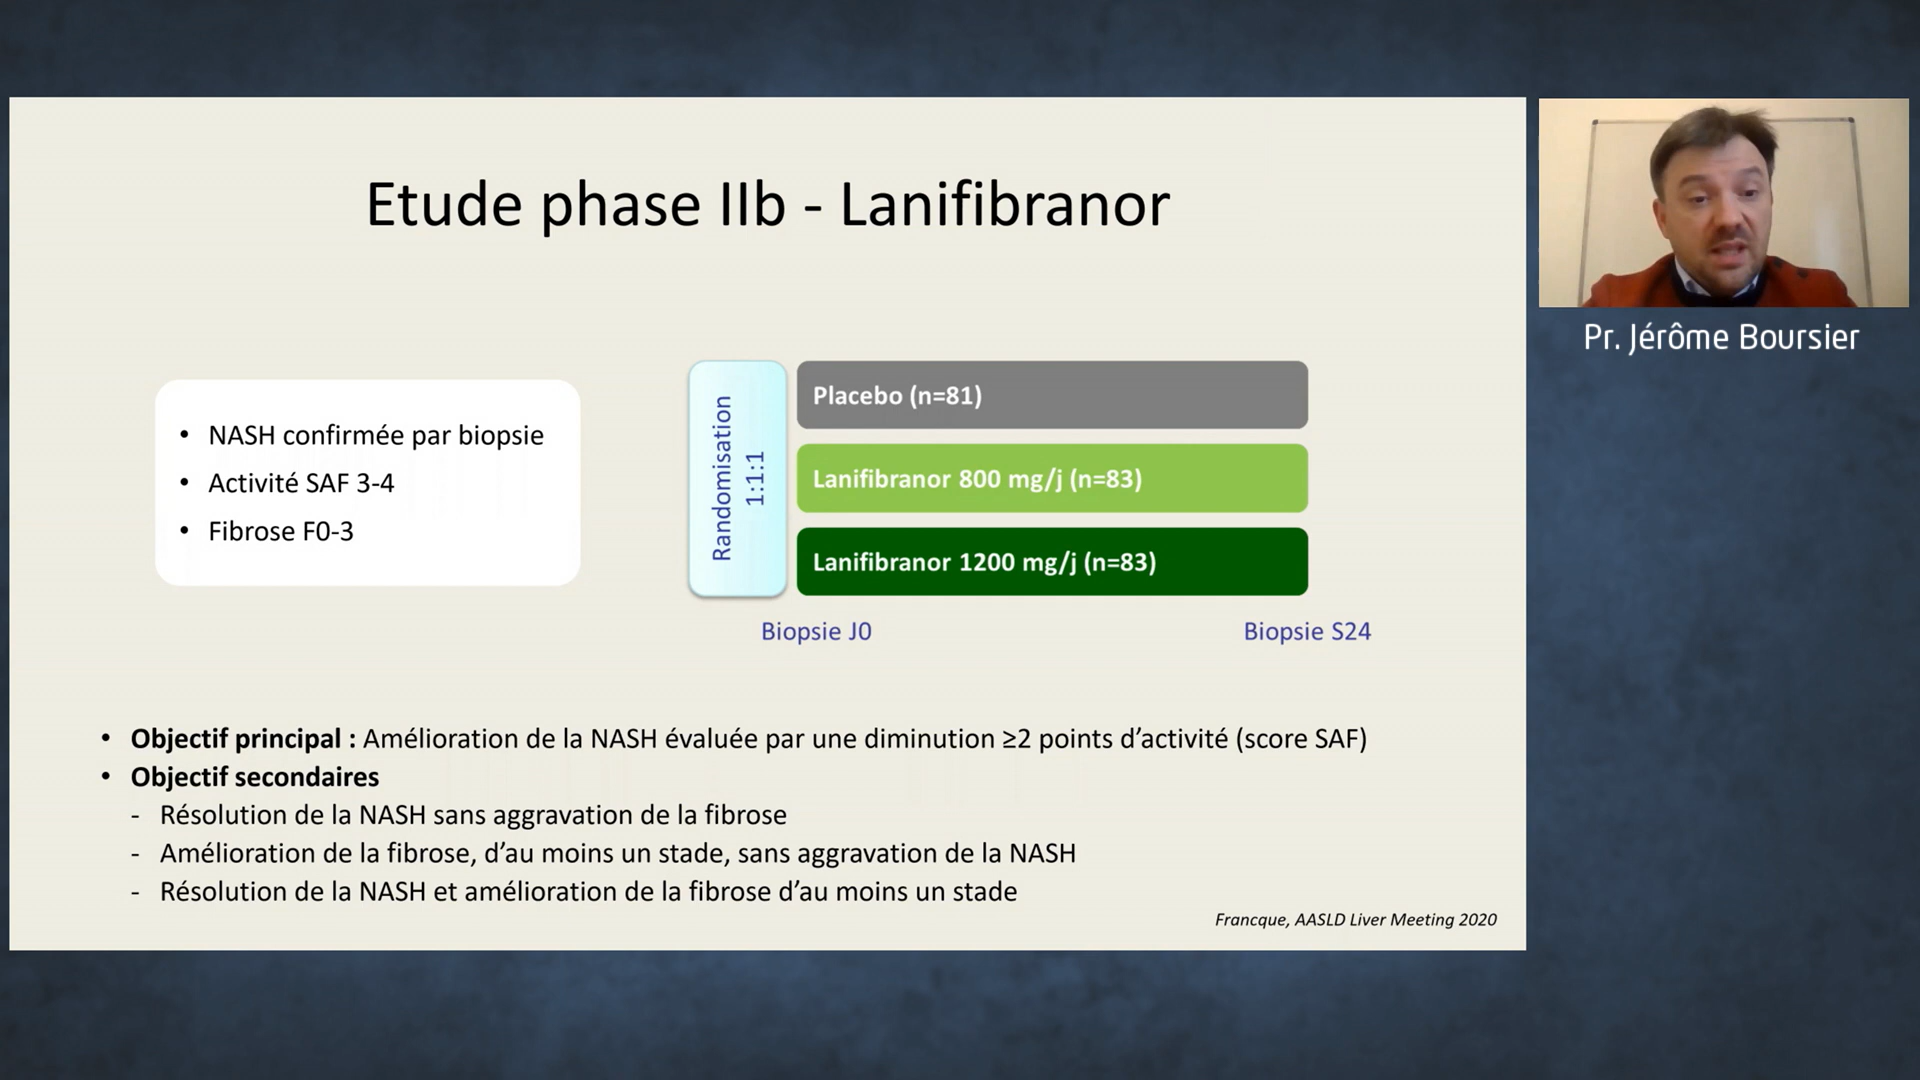 Etude phase IIb - Lanifibranor
Pr. Jérôme Boursier
• NASH confirmée par biopsie
• Activité SAF 3-4
• Fibrose F0-3
Randomisation
1:1:1
Placebo (n=81)
Lanifibranor 800 mg/j (n=83)
Lanifibranor 1200 mg/j (n=83)
Biopsie J0
Biopsie S24
• Objectif principal : Amélioration de la NASH évaluée par une diminution ≥2 points d’activité (score SAF)
• Objectif secondaires
- Résolution de la NASH sans aggravation de la fibrose
- Amélioration de la fibrose, d’au moins un stade, sans aggravation de la NASH
- Résolution de la NASH et amélioration de la fibrose d’au moins un stade
Francque, AASLD Liver Meeting 2020